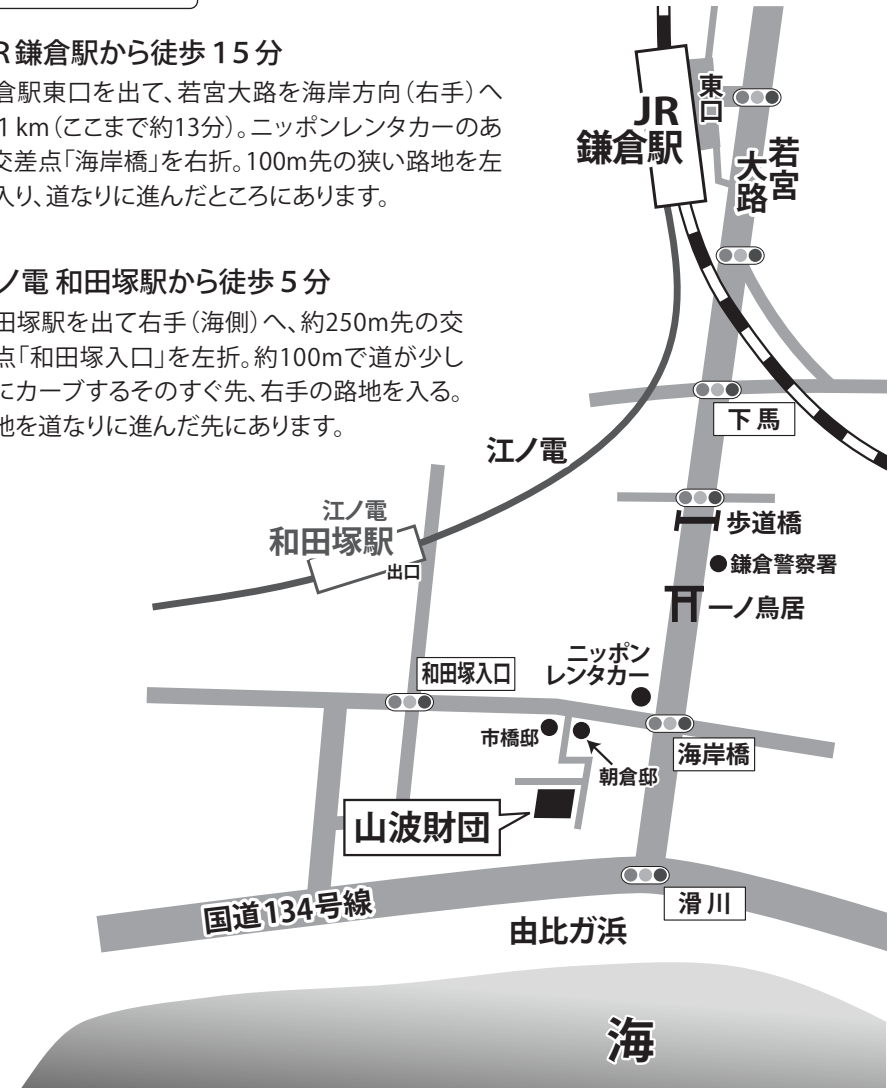 R 鎌倉駅から徒歩15分
倉駅東口を出て、若宮大路を海岸方向（右手）へ
1 km（ここまで約13分）。ニッポンレンタカーのあ
交差点「海岸橋」を右折。100m先の狭い路地を左
入り、道なりに進んだところにあります。
ノ電 和田塚駅から徒歩5分
田塚駅を出て右手（海側）へ、約250m先の交
点「和田塚入口」を左折。約100mで道が少し
にカーブするそのすぐ先、右手の路地を入る。
地を道なりに進んだ先にあります。
東口
JR
鎌倉駅
若宮
大路
下馬
江ノ電
歩道橋
江ノ電
和田塚駅
出口
鎌倉警察署
一ノ鳥居
ニッポン
レンタカー
和田塚入口
市橋邸
海岸橋
朝倉邸
山波財団
国道134号線
滑川
由比ガ浜
海